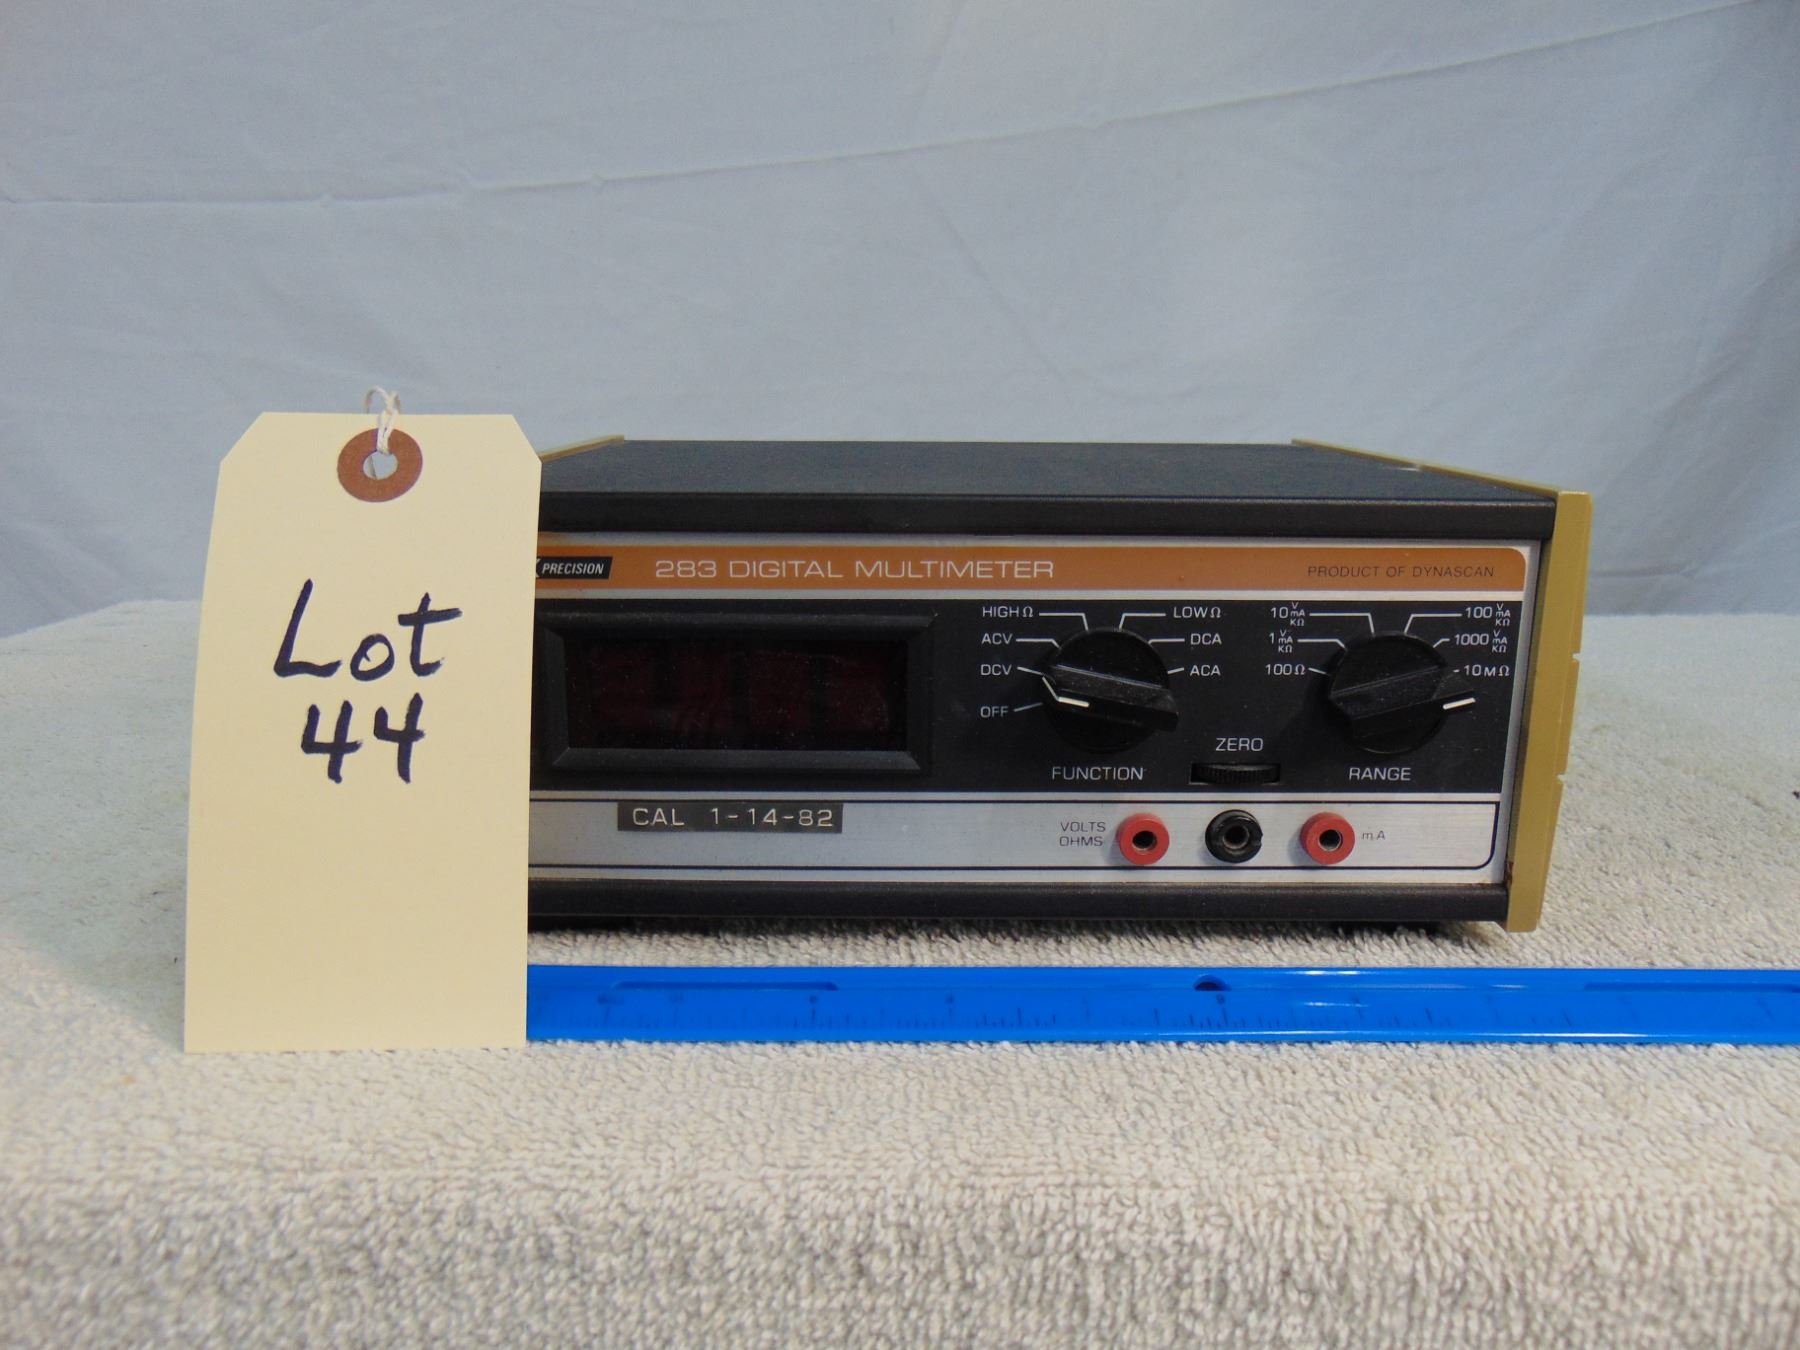 Lot
44
PRECISION
283 DIGITAL MULTIMETER
PRODUCT OF DYNASCAN
HIGH Ω
LOW Ω
ACV
DCA
DCV
ACA
OFF
FUNCTION
ZERO
10 V mA KΩ
100 V mA KΩ
1 V mA KΩ
1000 V mA KΩ
100 Ω
10 MΩ
RANGE
CAL 1-14-82
VOLTS
OHMS
mA